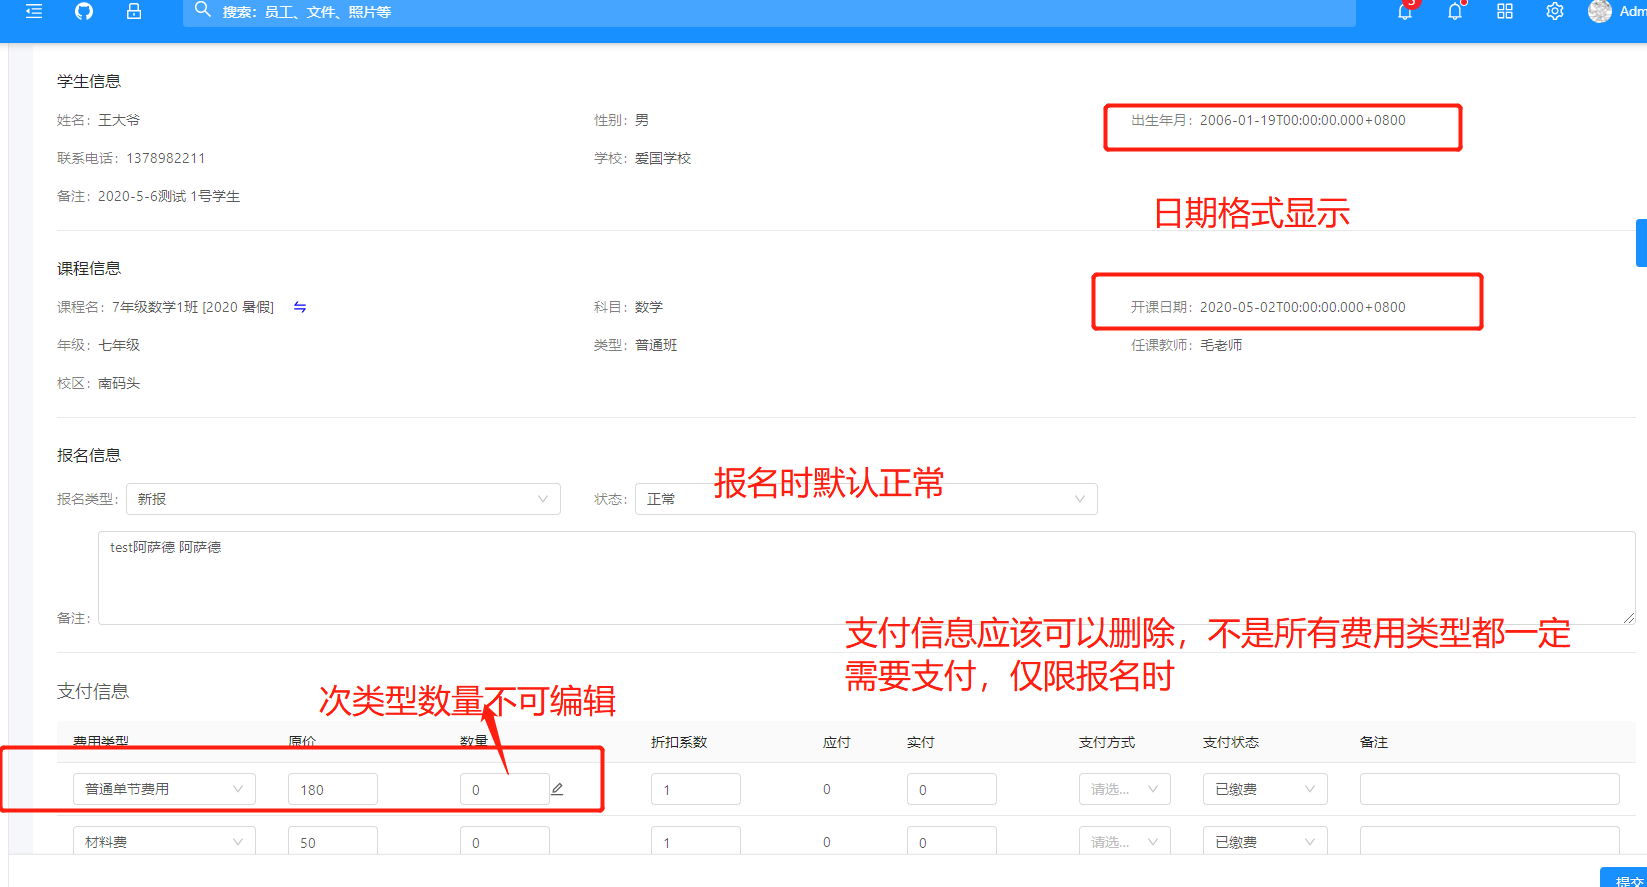 搜索：员工、文件、照片等
5
Adm
学生信息
姓名：王大爷 性别：男 出生年月：2006-01-19T00:00:00.000+0800
联系电话：1378982211 学校：爱国学校
备注：2020-5-6测试 1号学生
日期格式显示
课程信息
课程名：7年级数学1班 [2020 暑假] 科目：数学 开课日期：2020-05-02T00:00:00.000+0800
年级：七年级 类型：普通班 任课教师：毛老师
校区：南码头
报名信息
报名时默认正常
报名类型：新报 状态：正常
test阿萨德 阿萨德
备注：
支付信息应该可以删除，不是所有费用类型都一定
需要支付，仅限报名时
支付信息
次类型数量不可编辑
费用类型 原价 数量 折扣系数 应付 实付 支付方式 支付状态 备注
普通单节费用 180 0 1 0 0 请选... 已缴费
材料费 50 0 1 0 0 请选... 已缴费
提交